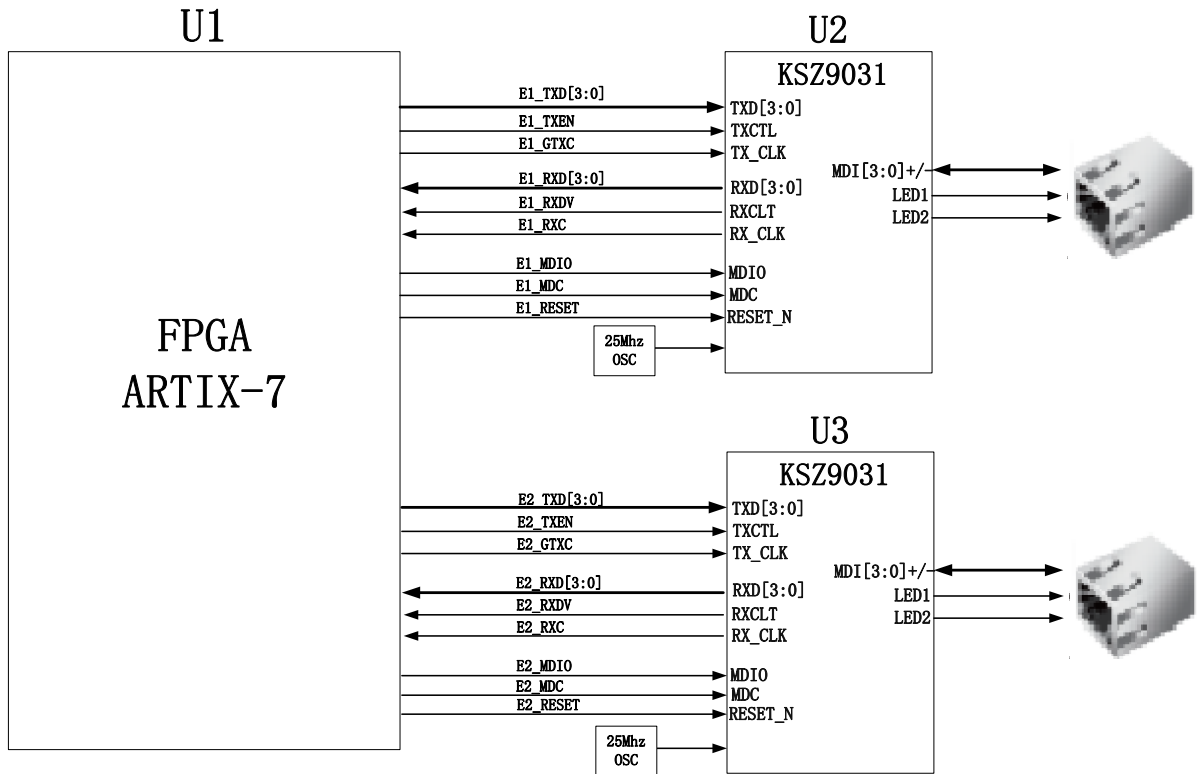 U1
FPGA
ARTIX-7
E1_TXD[3:0]
E1_TXEN
E1_GTXC
E1_RXD[3:0]
E1_RXDV
E1_RXC
E1_MDIO
E1_MDC
E1_RESET
25Mhz
OSC
U2
KSZ9031
TXD[3:0]
TXCTL
TX_CLK
RXD[3:0]
RXCLT
RX_CLK
MDIO
MDC
RESET_N
MDI[3:0]+/-
LED1
LED2
E2_TXD[3:0]
E2_TXEN
E2_GTXC
E2_RXD[3:0]
E2_RXDV
E2_RXC
E2_MDIO
E2_MDC
E2_RESET
25Mhz
OSC
U3
KSZ9031
TXD[3:0]
TXCTL
TX_CLK
RXD[3:0]
RXCLT
RX_CLK
MDIO
MDC
RESET_N
MDI[3:0]+/-
LED1
LED2